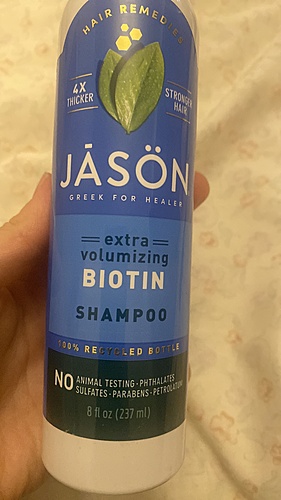 HAIR REMEDIES
4X
THICKER
STRONGER
HAIR
JĀSÖN
GREEK FOR HEALER
extra
volumizing
BIOTIN
SHAMPOO
100% RECYCLED BOTTLE
NO ANIMAL TESTING • PHTHALATES
SULFATES • PARABENS • PETROLATUM
8 fl oz (237 ml)